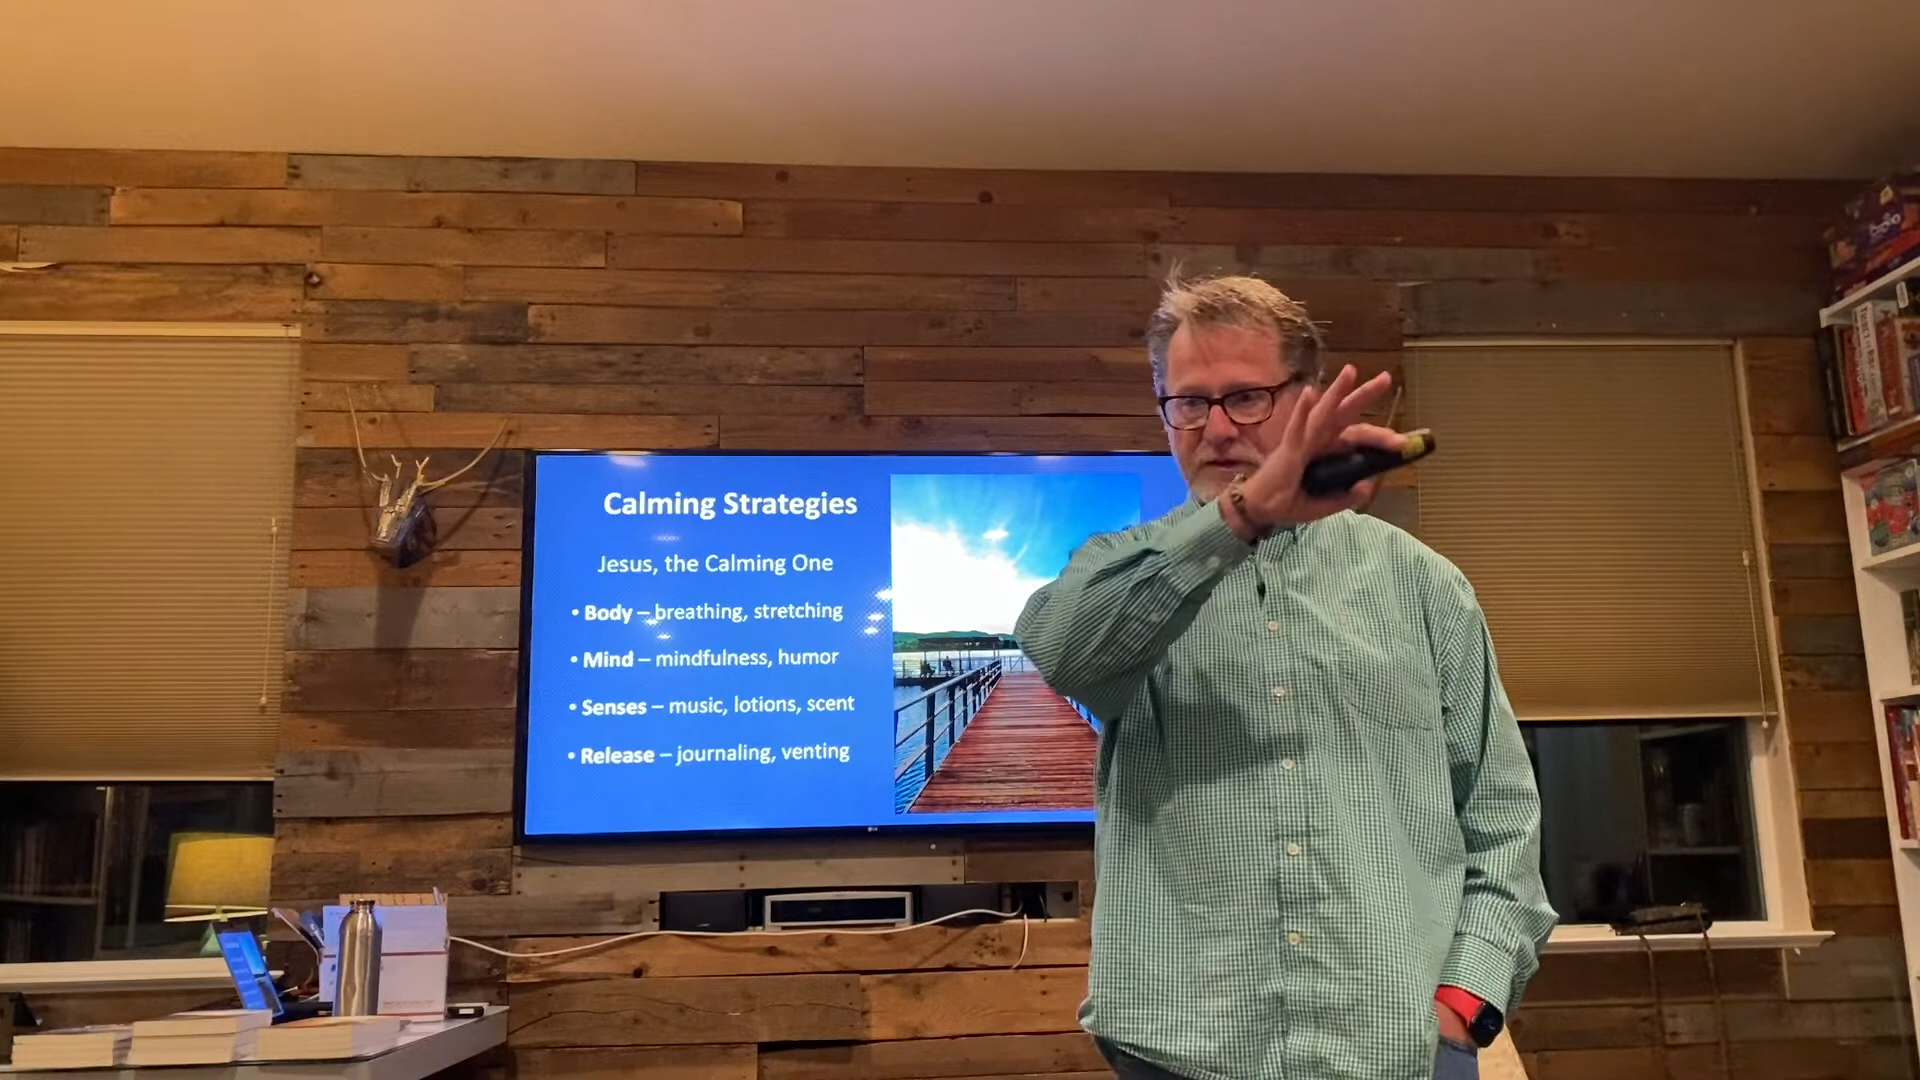 Calming Strategies
Jesus, the Calming One
• Body – breathing, stretching
• Mind – mindfulness, humor
• Senses – music, lotions, scent
• Release – journaling, venting
LG